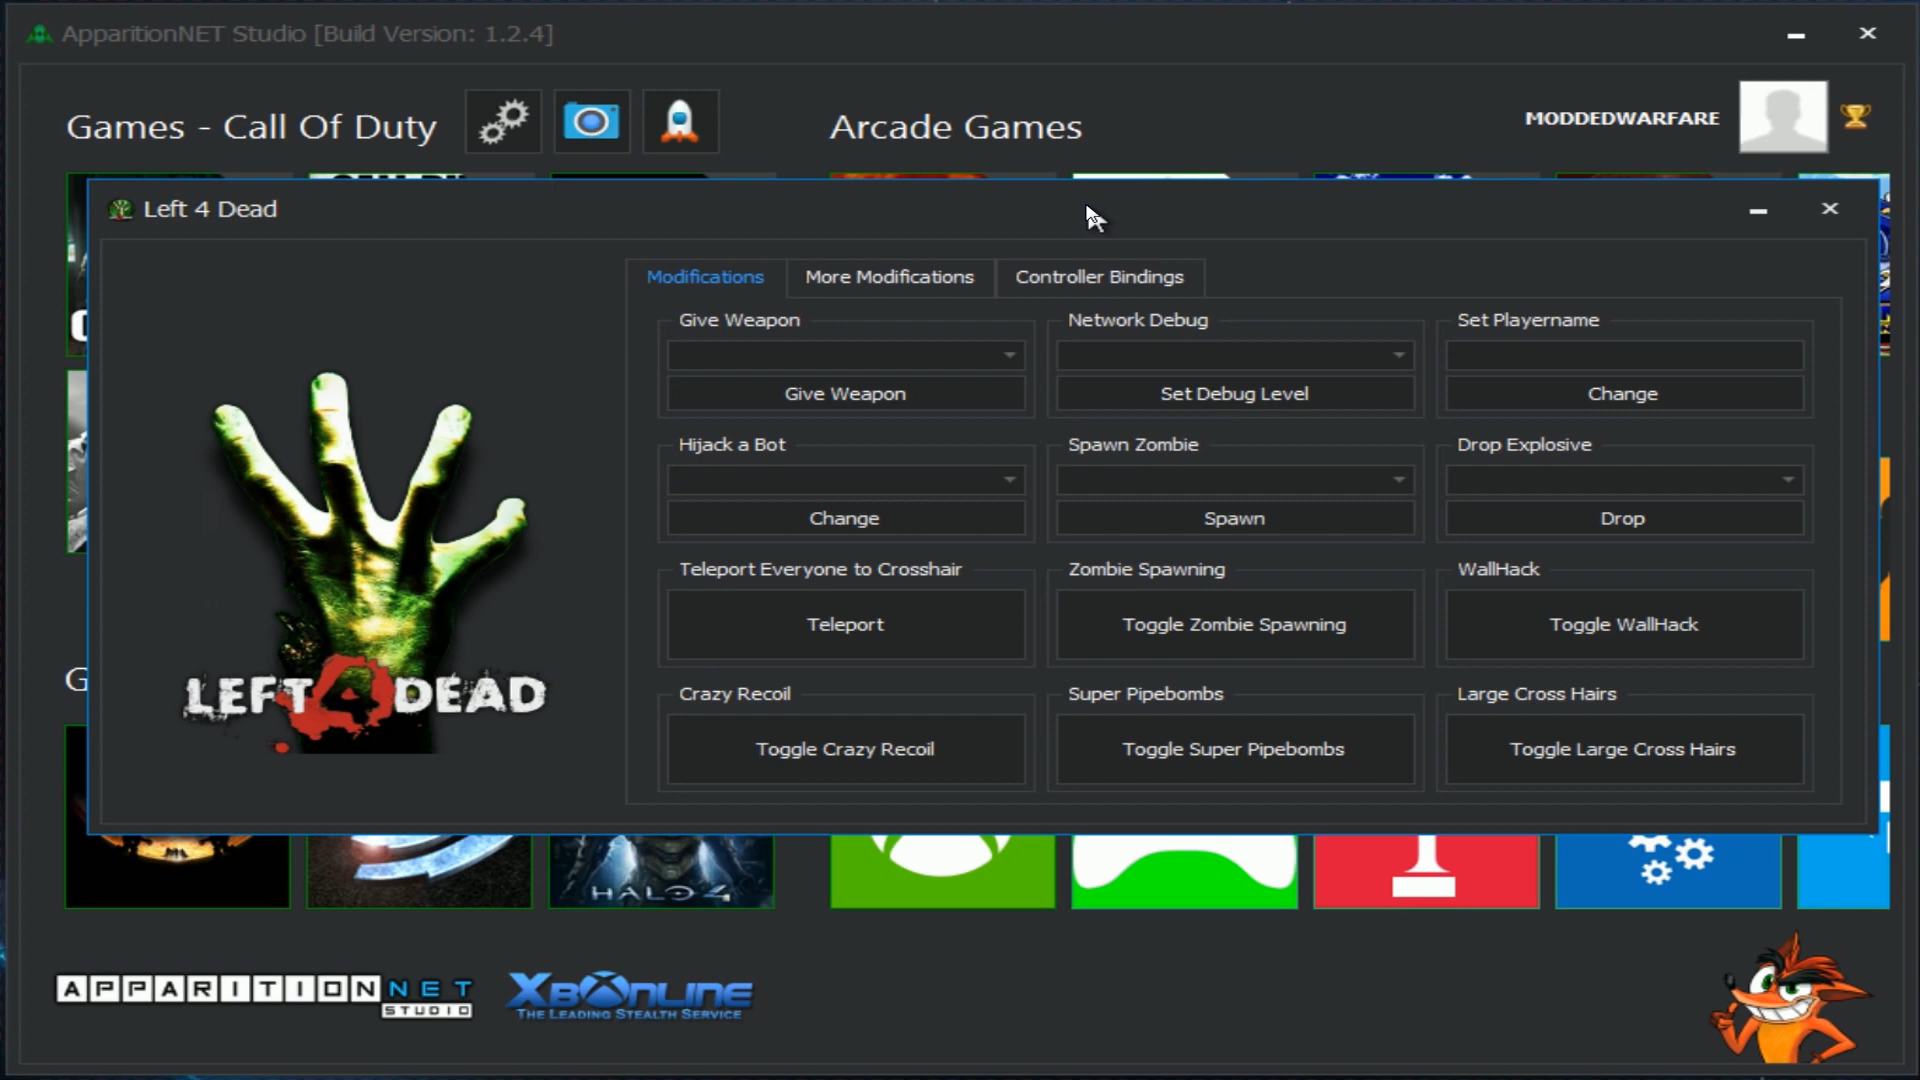 ApparitionNET Studio [Build Version: 1.2.4]
Games - Call Of Duty
Arcade Games
MODDEDWARFARE
Left 4 Dead
Modifications
More Modifications
Controller Bindings
Give Weapon
Network Debug
Set Playername
Give Weapon
Set Debug Level
Change
Hijack a Bot
Spawn Zombie
Drop Explosive
Change
Spawn
Drop
Teleport Everyone to Crosshair
Zombie Spawning
WallHack
Teleport
Toggle Zombie Spawning
Toggle WallHack
Crazy Recoil
Super Pipebombs
Large Cross Hairs
Toggle Crazy Recoil
Toggle Super Pipebombs
Toggle Large Cross Hairs
LEFT 4 DEAD
G
HALO 4
APPARITIONNET
STUDIO
XBONLINE
THE LEADING STEALTH SERVICE